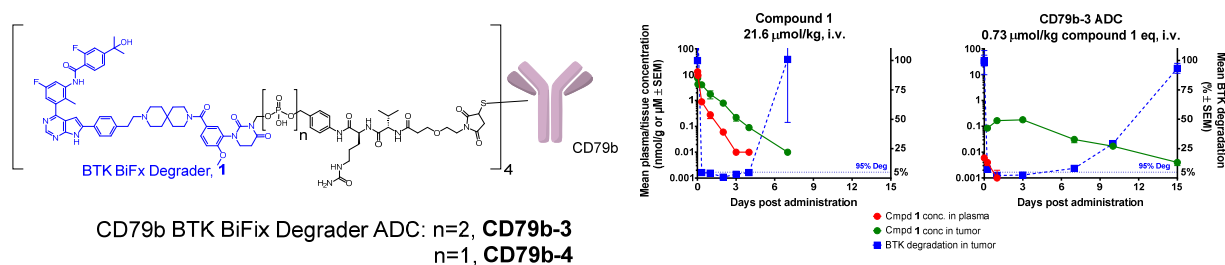 F
F
OH
O
NH
N
N
N
H
N
N
O
O
N
NH
O
O
O
P
OH
O
n
N
H
O
H
N
O
N
H
O
O
N
O
O
S
HN
O
NH₂
4
BTK BiFx Degrader, 1
CD79b
CD79b BTK BiFix Degrader ADC: n=2, CD79b-3
n=1, CD79b-4
Compound 1
21.6 μmol/kg, i.v.
Mean plasma/tissue concentration
(nmol/g or μM ± SEM)
100
10
1
0.1
0.01
0.001
0
3
6
9
12
15
Days post administration
100
75
50
25
5%
95% Deg
CD79b-3 ADC
0.73 μmol/kg compound 1 eq, i.v.
100
10
1
0.1
0.01
0.001
0
3
6
9
12
15
Days post administration
100
75
50
25
5%
95% Deg
Mean BTK degradation
(% ± SEM)
Cmpd 1 conc. in plasma
Cmpd 1 conc in tumor
BTK degradation in tumor